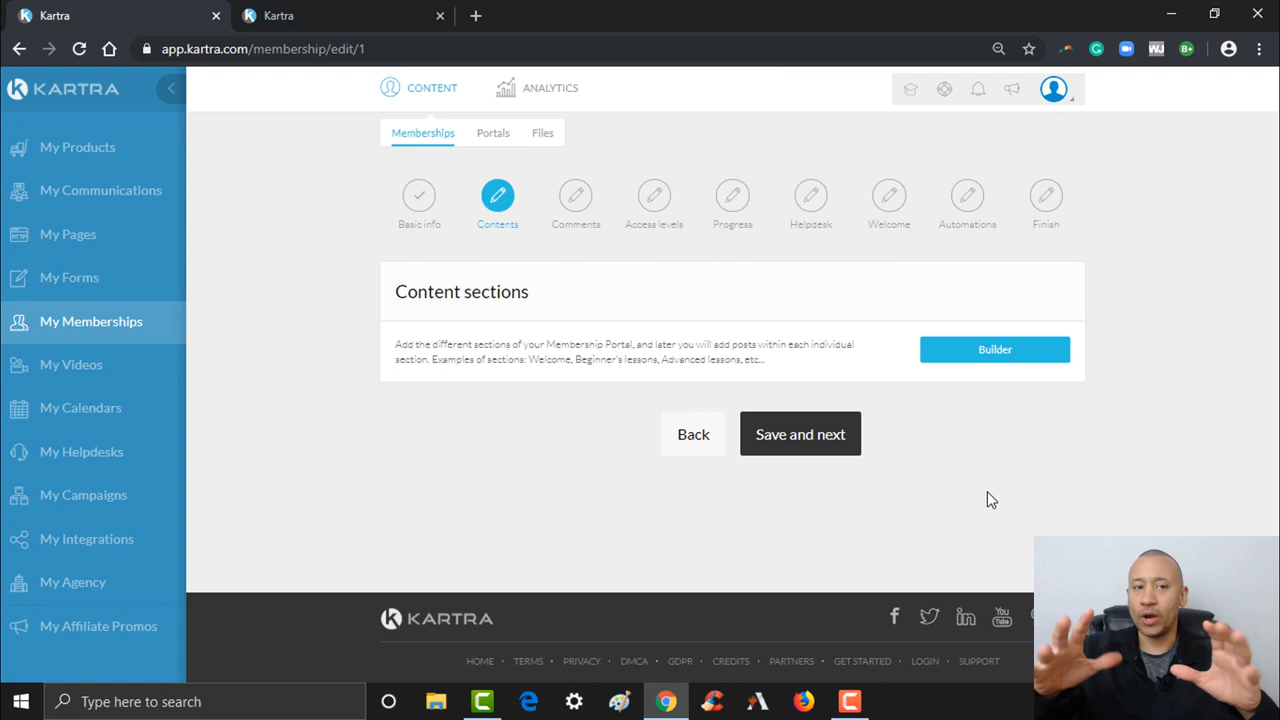 Kartra
Kartra
app.kartra.com/membership/edit/1
KARTRA
My Products
My Communications
My Pages
My Forms
My Memberships
My Videos
My Calendars
My Helpdesks
My Campaigns
My Integrations
My Agency
My Affiliate Promos
CONTENT
ANALYTICS
Memberships
Portals
Files
Basic info
Contents
Comments
Access levels
Progress
Helpdesk
Welcome
Automations
Finish
Content sections
Add the different sections of your Membership Portal, and later you will add posts within each individual
section. Examples of sections: Welcome, Beginner's lessons, Advanced lessons, etc...
Builder
Back
Save and next
KARTRA
You
Tube
HOME · TERMS · PRIVACY · DMCA · GDPR · CREDITS · PARTNERS · GET STARTED · LOGIN · SUPPORT
Type here to search